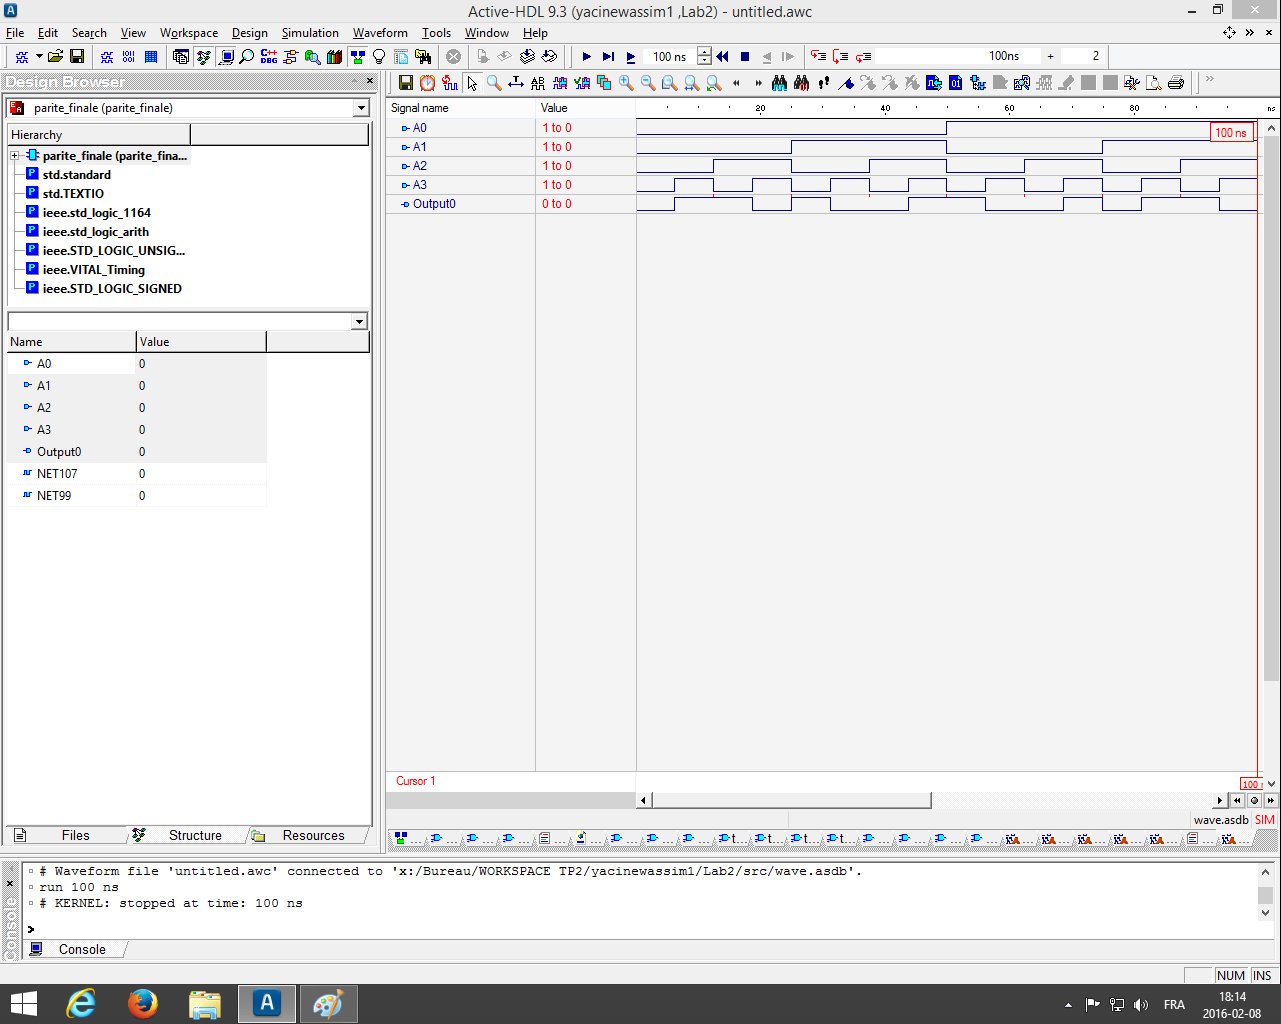 Active-HDL 9.3 (yacinewassim1 ,Lab2) - untitled.awc
File Edit Search View Workspace Design Simulation Waveform Tools Window Help
100 ns 100ns + 2
Design Browser
parite_finale (parite_finale)
Hierarchy
parite_finale (parite_fina...
std.standard
std.TEXTIO
ieee.std_logic_1164
ieee.std_logic_arith
ieee.STD_LOGIC_UNSIG...
ieee.VITAL_Timing
ieee.STD_LOGIC_SIGNED
Name Value
A0 0
A1 0
A2 0
A3 0
Output0 0
NET107 0
NET99 0
Files Structure Resources
Signal name Value 20 40 60 80 ns
A0 1 to 0
100 ns
A1 1 to 0
A2 1 to 0
A3 1 to 0
Output0 0 to 0
Cursor 1
100
wave.asdb SIM
# Waveform file 'untitled.awc' connected to 'x:/Bureau/WORKSPACE TP2/yacinewassim1/Lab2/src/wave.asdb'.
run 100 ns
# KERNEL: stopped at time: 100 ns
>
console
Console
NUM INS
FRA
18:14
2016-02-08